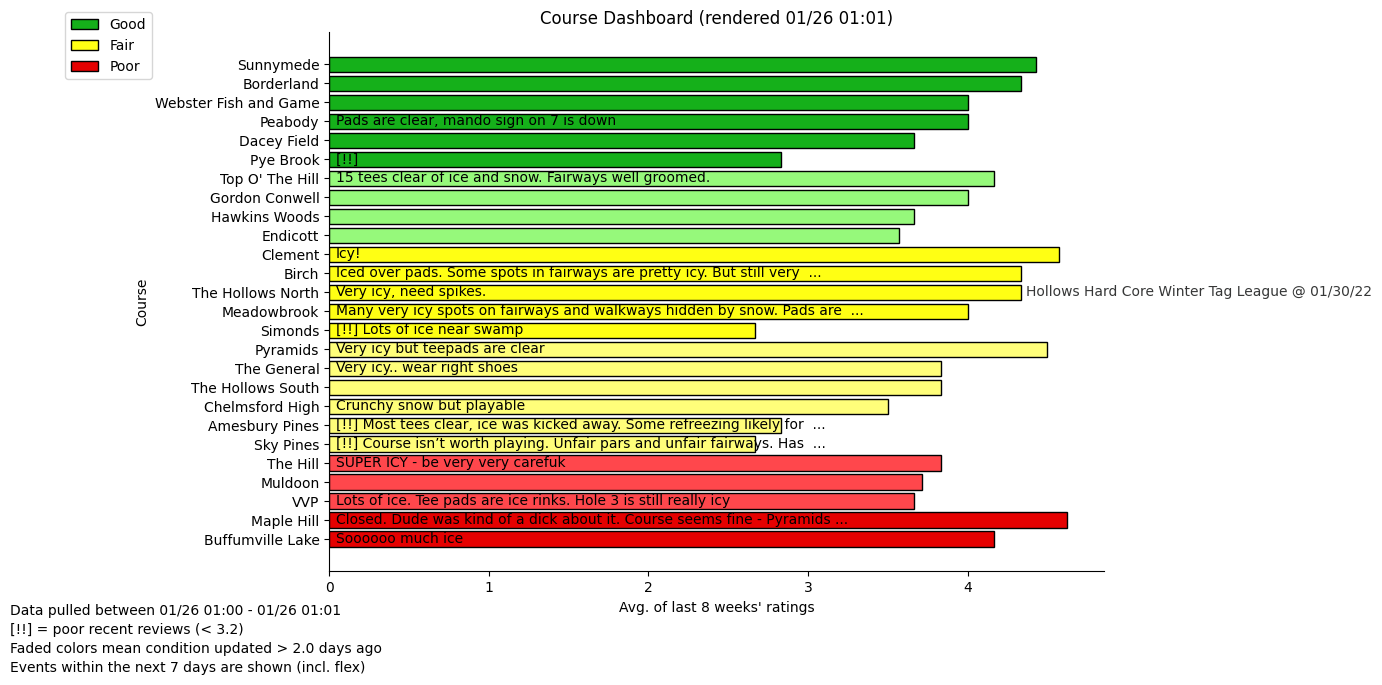 Course Dashboard (rendered 01/26 01:01)
Good
Fair
Poor
Course
Sunnymede
Borderland
Webster Fish and Game
Peabody Pads are clear, mando sign on 7 is down
Dacey Field
Pye Brook [!!]
Top O' The Hill 15 tees clear of ice and snow. Fairways well groomed.
Gordon Conwell
Hawkins Woods
Endicott
Clement Icy!
Birch Iced over pads. Some spots in fairways are pretty icy. But still very ...
The Hollows North Very icy, need spikes. Hollows Hard Core Winter Tag League @ 01/30/22
Meadowbrook Many very icy spots on fairways and walkways hidden by snow. Pads are ...
Simonds [!!] Lots of ice near swamp
Pyramids Very icy but teepads are clear
The General Very icy.. wear right shoes
The Hollows South
Chelmsford High Crunchy snow but playable
Amesbury Pines [!!] Most tees clear, ice was kicked away. Some refreezing likely for ...
Sky Pines [!!] Course isn’t worth playing. Unfair pars and unfair fairways. Has ...
The Hill SUPER ICY - be very very carefuk
Muldoon
VVP Lots of ice. Tee pads are ice rinks. Hole 3 is still really icy
Maple Hill Closed. Dude was kind of a dick about it. Course seems fine - Pyramids ...
Buffumville Lake Soooooo much ice
0 1 2 3 4
Avg. of last 8 weeks' ratings
Data pulled between 01/26 01:00 - 01/26 01:01
[!!] = poor recent reviews (< 3.2)
Faded colors mean condition updated > 2.0 days ago
Events within the next 7 days are shown (incl. flex)